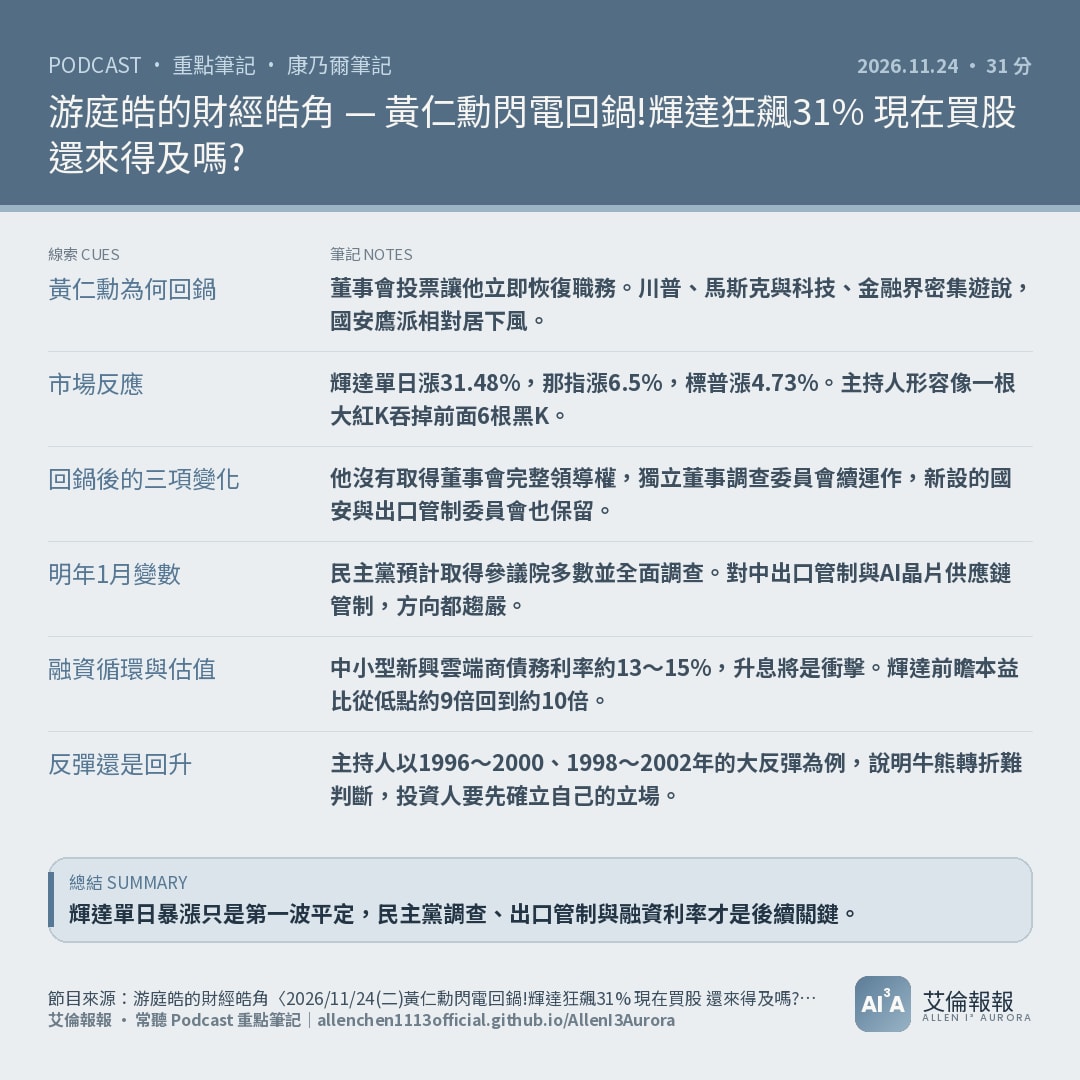 PODCAST • 重點筆記 • 康乃爾筆記
2026.11.24 • 31 分
游庭皓的財經皓角 — 黃仁勳閃電回鍋!輝達狂飆31% 現在買股
還來得及嗎?
線索 CUES
筆記 NOTES
黃仁勳為何回鍋
董事會投票讓他立即恢復職務。川普、馬斯克與科技、金融界密集遊說，
國安鷹派相對居下風。
市場反應
輝達單日漲31.48%，那指漲6.5%，標普漲4.73%。主持人形容像一根
大紅K吞掉前面6根黑K。
回鍋後的三項變化
他沒有取得董事會完整領導權，獨立董事調查委員會續運作，新設的國
安與出口管制委員會也保留。
明年1月變數
民主黨預計取得參議院多數並全面調查。對中出口管制與AI晶片供應鏈
管制，方向都趨嚴。
融資循環與估值
中小型新興雲端商債務利率約13～15%，升息將是衝擊。輝達前瞻本益
比從低點約9倍回到約10倍。
反彈還是回升
主持人以1996～2000、1998～2002年的大反彈為例，說明牛熊轉折難
判斷，投資人要先確立自己的立場。
總結 SUMMARY
輝達單日暴漲只是第一波平定，民主黨調查、出口管制與融資利率才是後續關鍵。
節目來源：游庭皓的財經皓角〈2026/11/24(二)黃仁勳閃電回鍋!輝達狂飆31% 現在買股 還來得及嗎?…
艾倫報報 • 常聽 Podcast 重點筆記｜allenchen1113official.github.io/AllenI3Aurora
AI³A
艾倫報報
ALLEN I³ AURORA